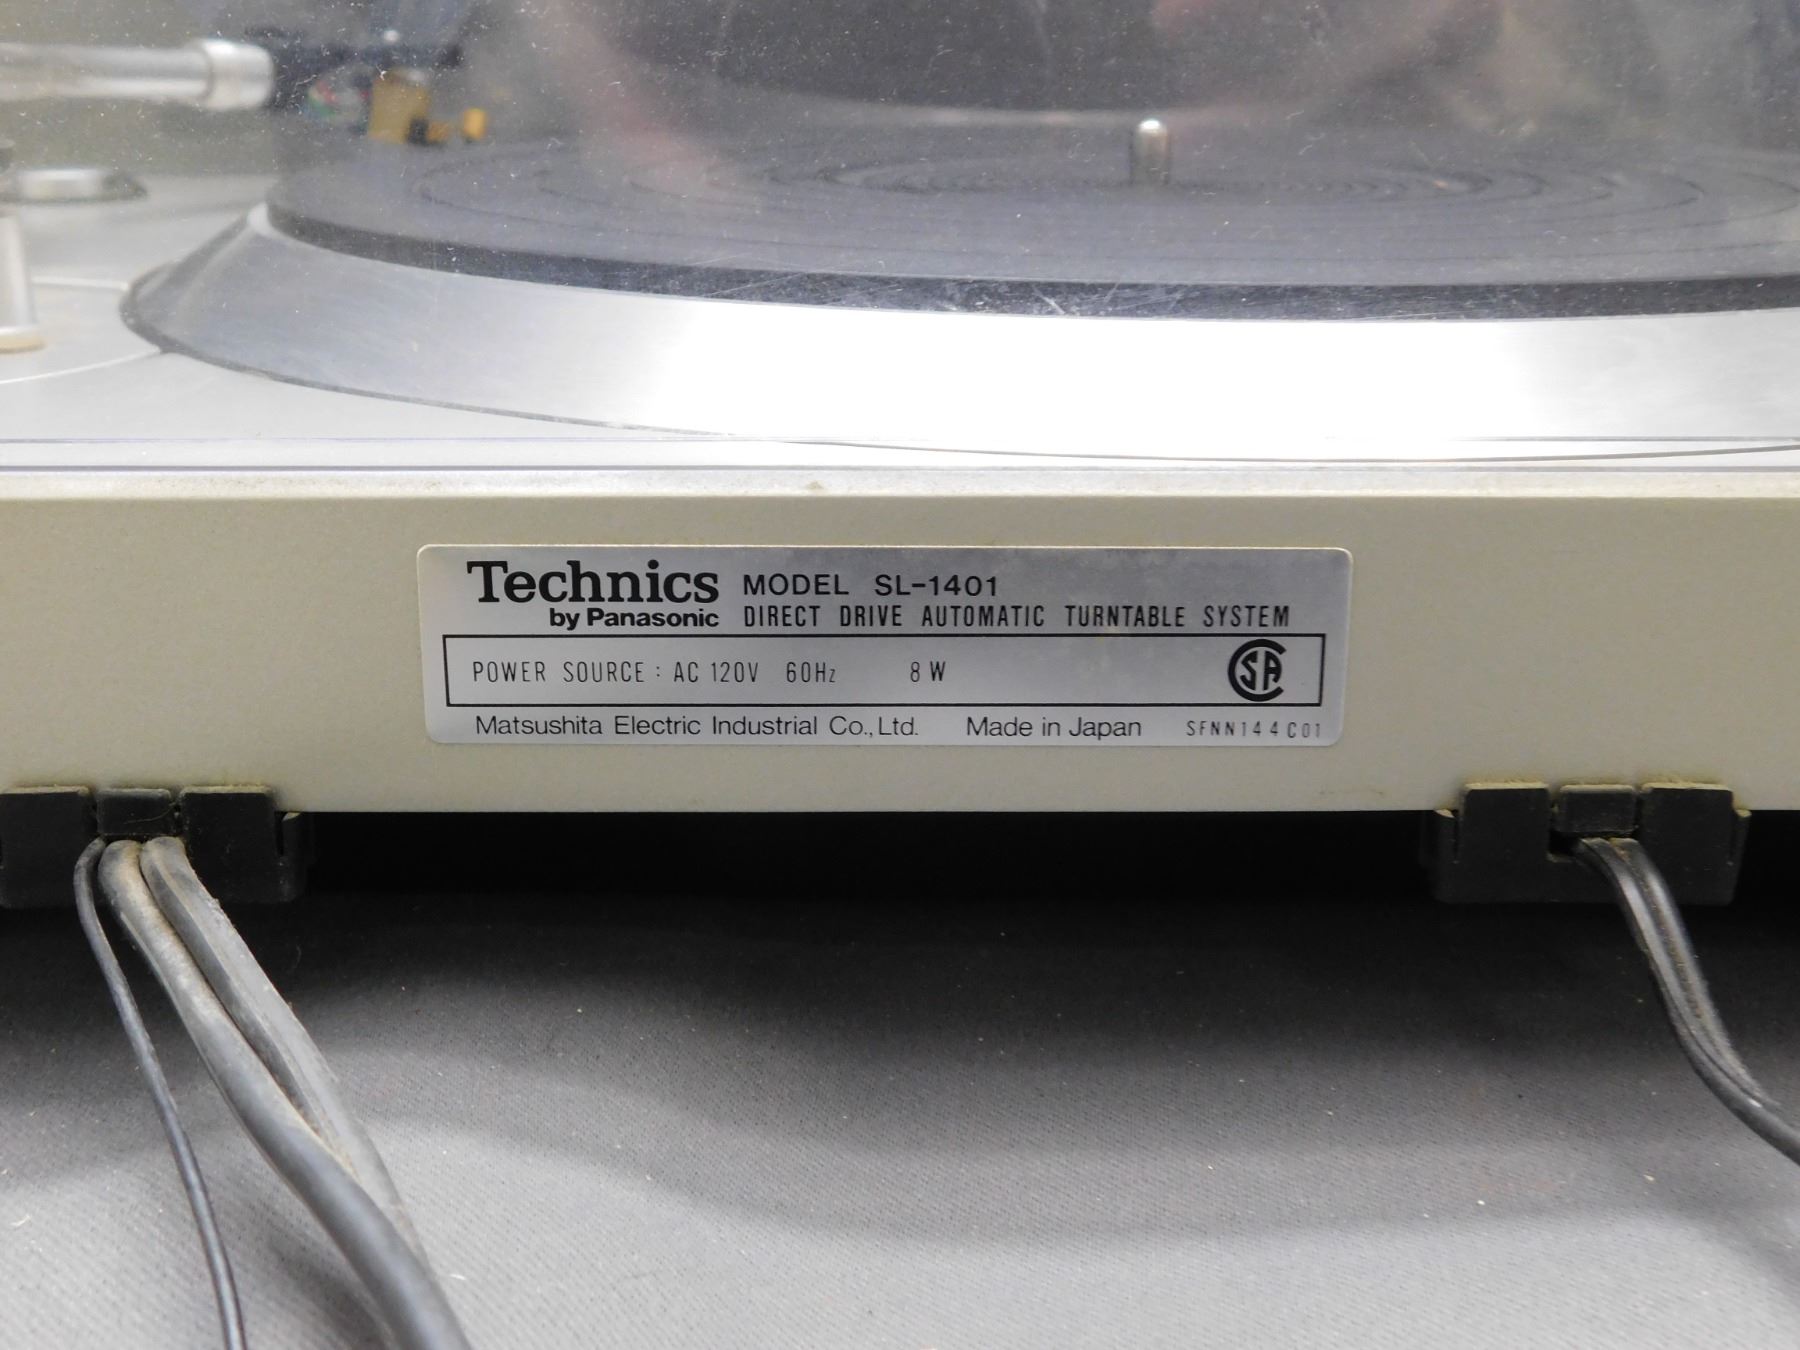 Technics MODEL SL-1401
by Panasonic DIRECT DRIVE AUTOMATIC TURNTABLE SYSTEM
POWER SOURCE : AC 120V 60Hz 8 W CSA
Matsushita Electric Industrial Co., Ltd. Made in Japan SFNN144C01